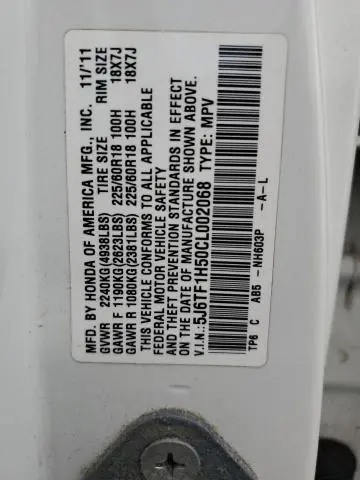 MFD. BY HONDA OF AMERICA MFG., INC. 11/'11
GVWR 2240KG(4938LBS) TIRE SIZE RIM SIZE
GAWR F 1190KG(2623LBS) 225/60R18 100H 18X7J
GAWR R 1080KG(2381LBS) 225/60R18 100H 18X7J
THIS VEHICLE CONFORMS TO ALL APPLICABLE
FEDERAL MOTOR VEHICLE SAFETY
AND THEFT PREVENTION STANDARDS IN EFFECT
ON THE DATE OF MANUFACTURE SHOWN ABOVE.
V.I.N.: 5J6TF1H50CL002068 TYPE: MPV
TP6 C AB5 -NH603P -A-L